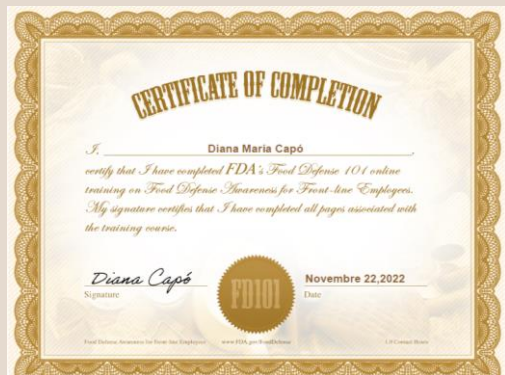 CERTIFICATE OF COMPLETION
I, Diana Maria Capó,
certify that I have completed FDA's Food Defense 101 online
training on Food Defense Awareness for Front-line Employees.
My signature certifies that I have completed all pages associated with
the training course.
Diana Capó
Signature
FD101
Novembre 22,2022
Date
Food Defense Awareness for Front-line Employees
www.FDA.gov/FoodDefense
1.0 Contact Hours